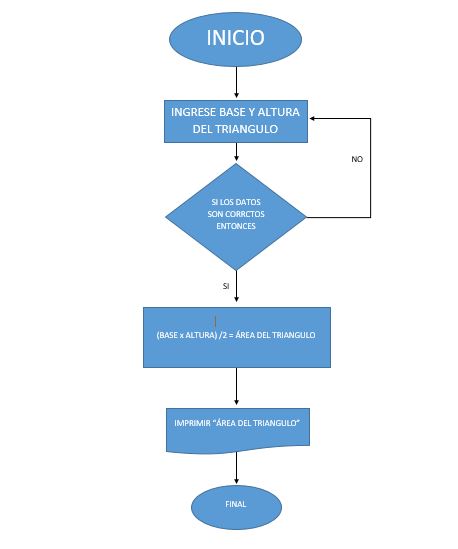 INICIO
INGRESE BASE Y ALTURA
DEL TRIANGULO
NO
SI LOS DATOS
SON CORRCTOS
ENTONCES
SI
(BASE x ALTURA) /2 = ÁREA DEL TRIANGULO
IMPRIMIR “ÁREA DEL TRIANGULO”
FINAL